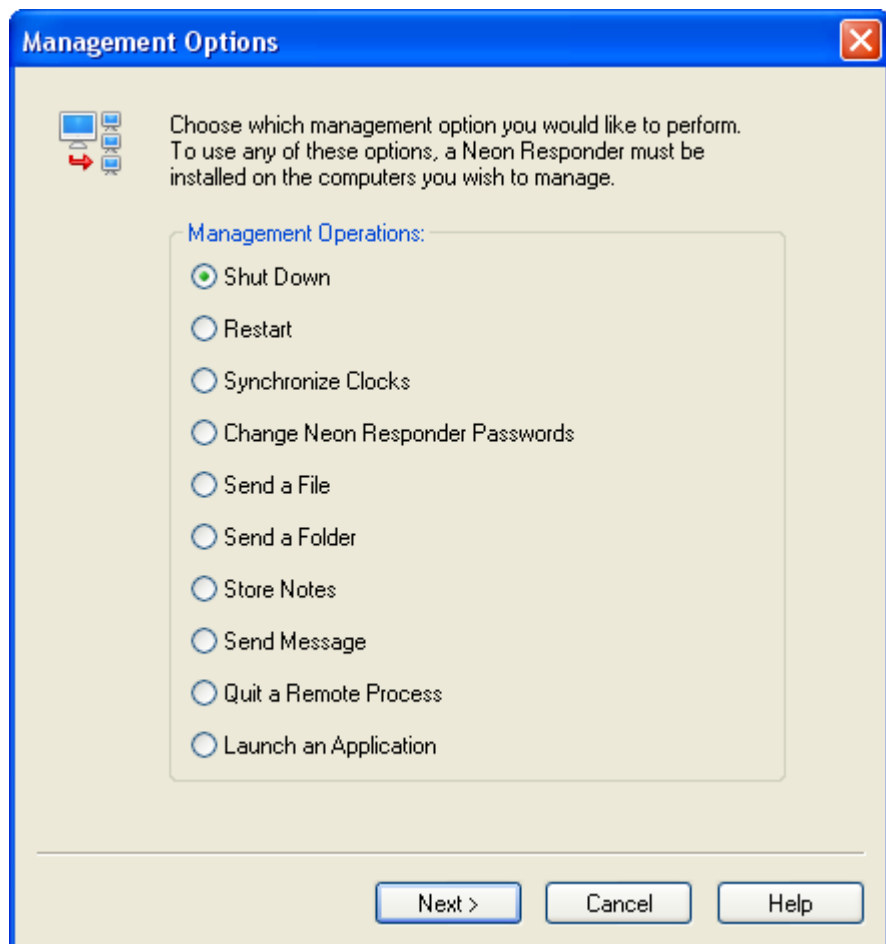 Management Options
Choose which management option you would like to perform.
To use any of these options, a Neon Responder must be
installed on the computers you wish to manage.
Management Operations:
Shut Down
Restart
Synchronize Clocks
Change Neon Responder Passwords
Send a File
Send a Folder
Store Notes
Send Message
Quit a Remote Process
Launch an Application
Next >
Cancel
Help